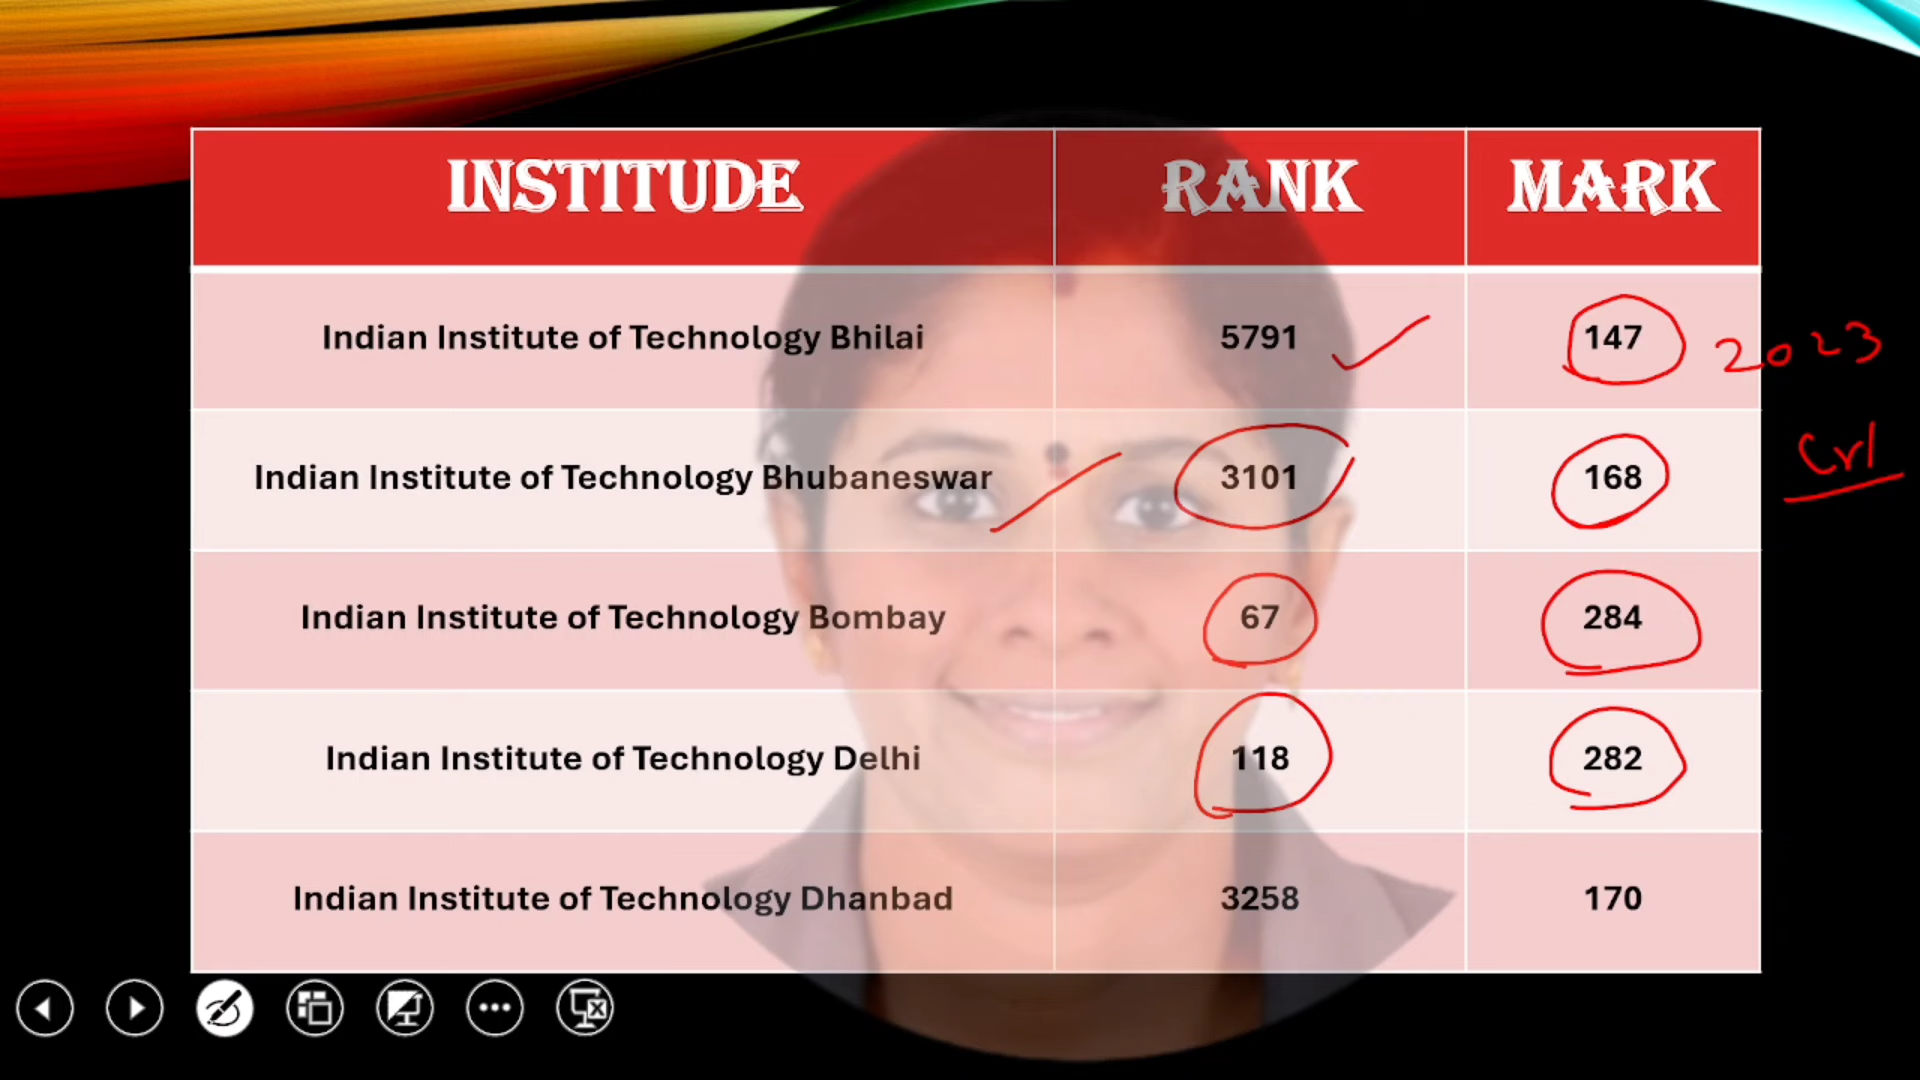 INSTITUDE RANK MARK
Indian Institute of Technology Bhilai 5791 147 2023
Indian Institute of Technology Bhubaneswar 3101 168 Crl
Indian Institute of Technology Bombay 67 284
Indian Institute of Technology Delhi 118 282
Indian Institute of Technology Dhanbad 3258 170